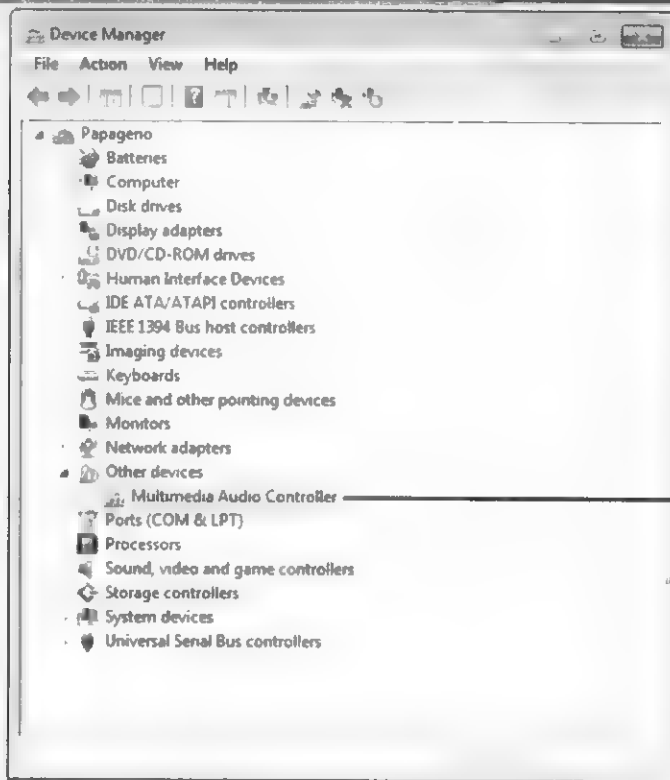 Device Manager
File Action View Help
Papageno
Batteries
Computer
Disk drives
Display adapters
DVD/CD-ROM drives
Human Interface Devices
IDE ATA/ATAPI controllers
IEEE 1394 Bus host controllers
Imaging devices
Keyboards
Mice and other pointing devices
Monitors
Network adapters
Other devices
Multimedia Audio Controller
Ports (COM & LPT)
Processors
Sound, video and game controllers
Storage controllers
System devices
Universal Serial Bus controllers